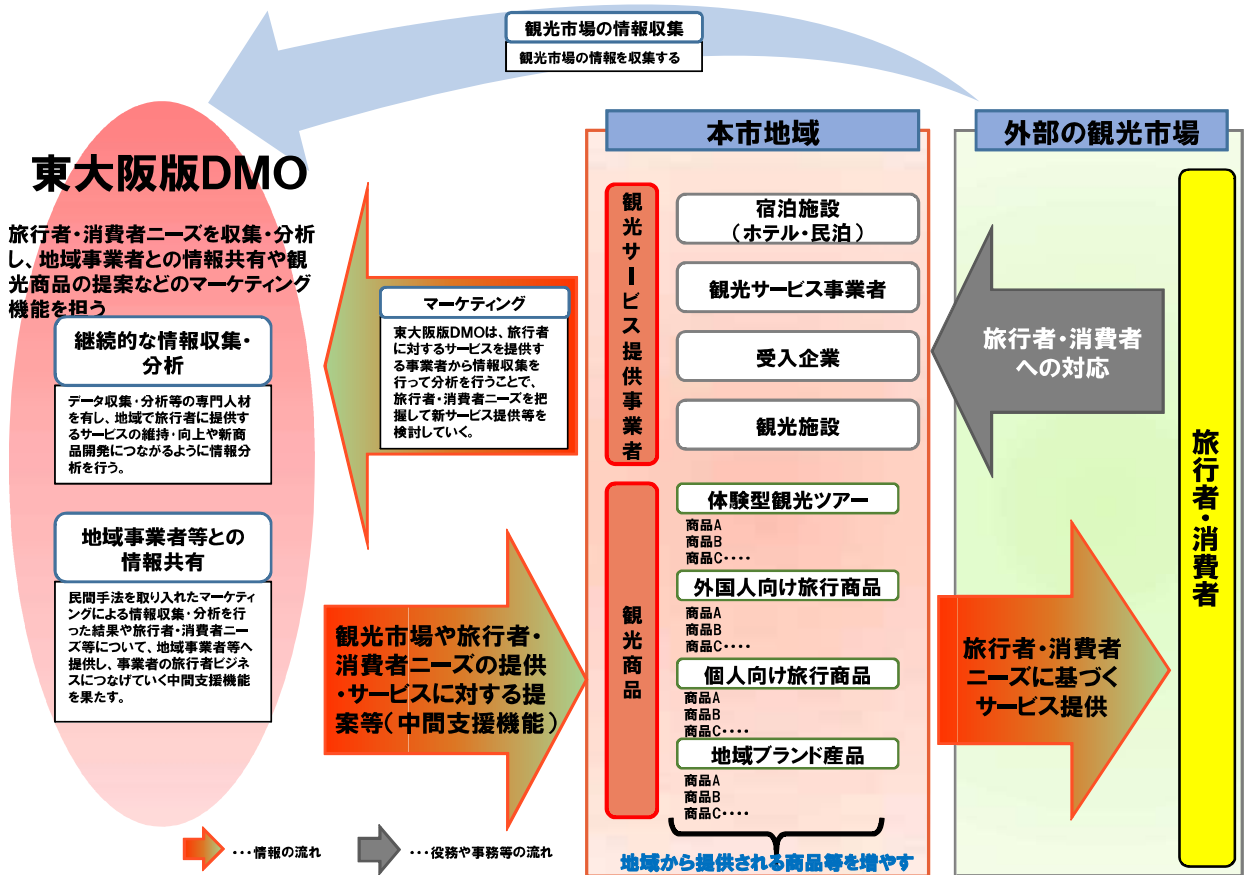 観光市場の情報収集
観光市場の情報を収集する
東大阪版DMO
旅行者・消費者ニーズを収集・分析
し、地域事業者との情報共有や観
光商品の提案などのマーケティング
機能を担う
継続的な情報収集・
分析
データ収集・分析等の専門人材
を有し、地域で旅行者に提供す
るサービスの維持・向上や新商
品開発につながるように情報分
析を行う。
地域事業者等との
情報共有
民間手法を取り入れたマーケティ
ングによる情報収集・分析を行
った結果や旅行者・消費者ニー
ズ等について、地域事業者等へ
提供し、事業者の旅行者ビジネ
スにつなげていく中間支援機能
を果たす。
マーケティング
東大阪版DMOは、旅行者
に対するサービスを提供す
る事業者から情報収集を
行って分析を行うことで、
旅行者・消費者ニーズを把
握して新サービス提供等を
検討していく。
観光市場や旅行者・
消費者ニーズの提供
・サービスに対する提
案等(中間支援機能)
本市地域
観光サービス提供事業者
宿泊施設
(ホテル・民泊)
観光サービス事業者
受入企業
観光施設
観光商品
体験型観光ツアー
商品A
商品B
商品C････
外国人向け旅行商品
商品A
商品B
商品C････
個人向け旅行商品
商品A
商品B
商品C････
地域ブランド産品
商品A
商品B
商品C････
地域から提供される商品等を増やす
外部の観光市場
旅行者・消費者
への対応
旅行者・消費者
ニーズに基づく
サービス提供
旅行者・消費者
･･･情報の流れ
･･･役務や事務等の流れ